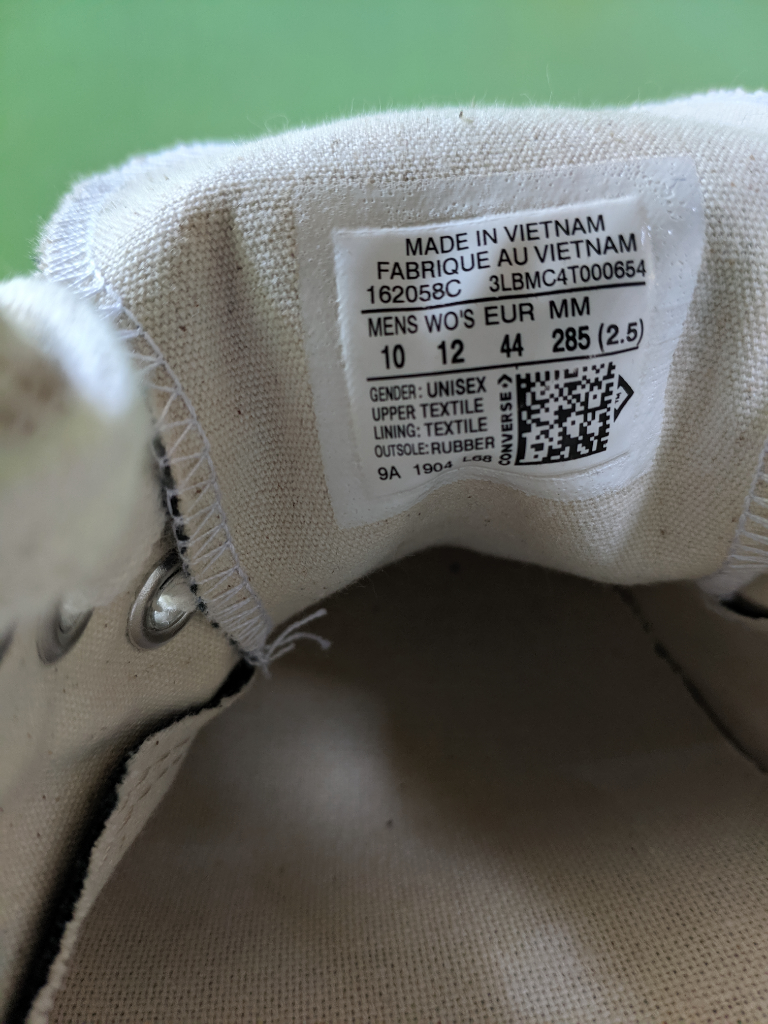 MADE IN VIETNAM
FABRIQUE AU VIETNAM
162058C 3LBMC4T000654
MENS WO'S EUR MM
10 12 44 285 (2.5)
GENDER: UNISEX
UPPER TEXTILE
LINING: TEXTILE
OUTSOLE: RUBBER
9A 1904
CONVERSE
TM